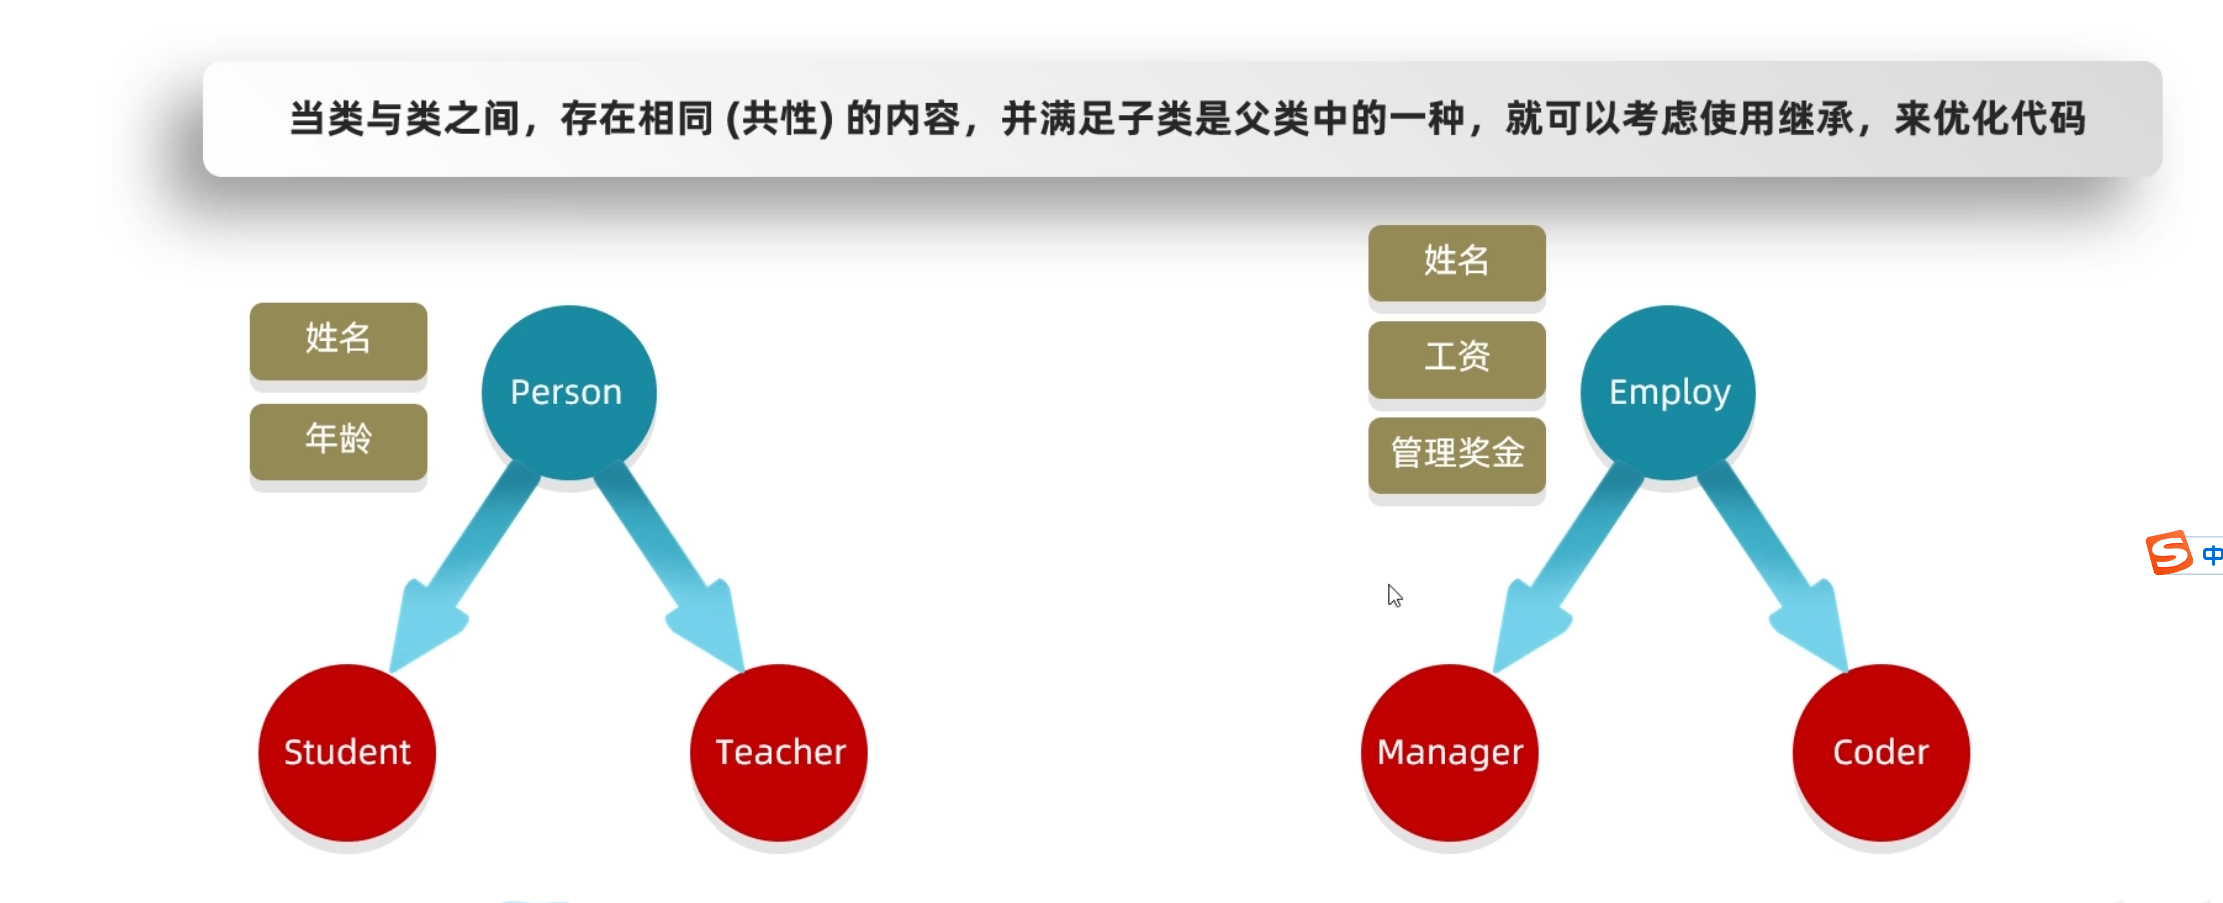 当类与类之间，存在相同 (共性) 的内容，并满足子类是父类中的一种，就可以考虑使用继承，来优化代码
姓名
年龄
Person
Student
Teacher
姓名
工资
管理奖金
Employ
Manager
Coder
S 中